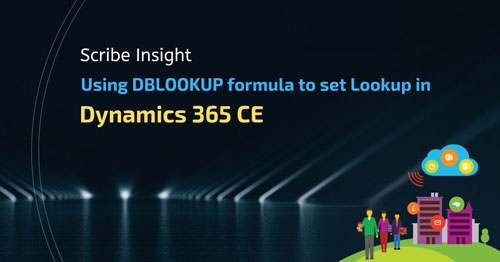 Scribe Insight
Using DBLOOKUP formula to set Lookup in
Dynamics 365 CE